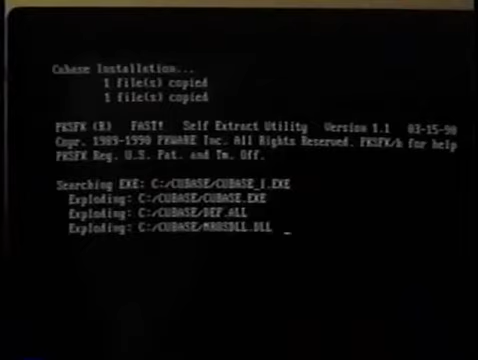 Cubase Installation...
1 file(s) copied
1 file(s) copied
PKSFX (R) FAST! Self Extract Utility Version 1.1 03-15-90
Copr. 1989-1990 PKWARE Inc. All Rights Reserved. PKSFX/h for help
PKSFX Reg. U.S. Pat. and Tm. Off.
Searching EXE: C:/CUBASE/CUBASE_1.EXE
Exploding: C:/CUBASE/CUBASE.EXE
Exploding: C:/CUBASE/DEF.ALL
Exploding: C:/CUBASE/MROSDLL.DLL _